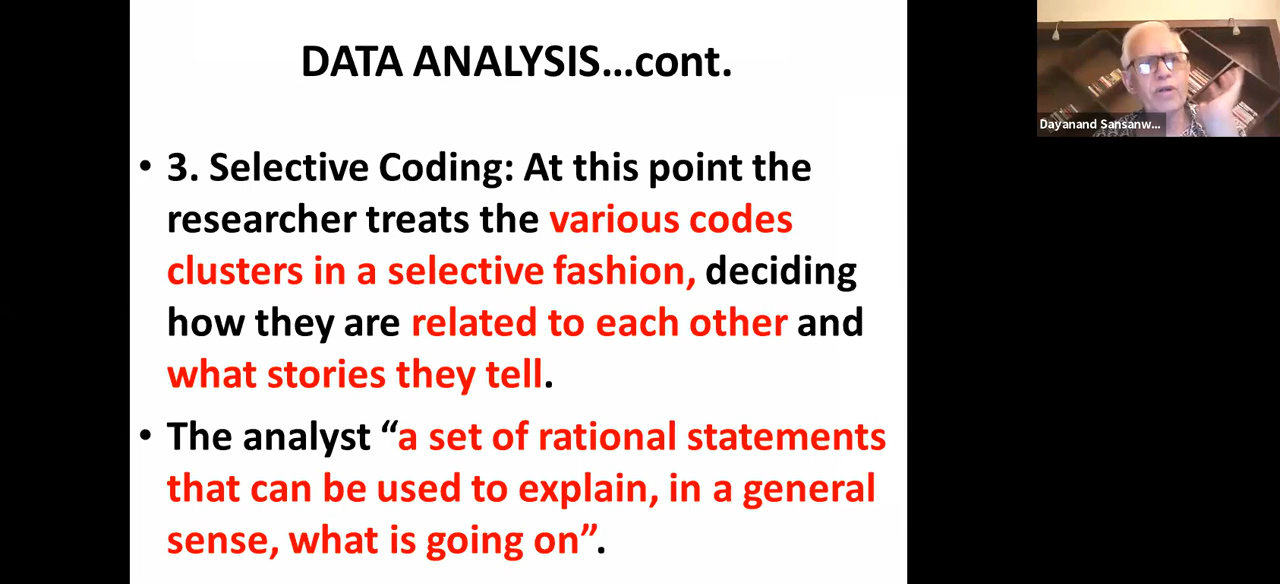 DATA ANALYSIS...cont.
Dayanand Sansanw...
• 3. Selective Coding: At this point the
researcher treats the various codes
clusters in a selective fashion, deciding
how they are related to each other and
what stories they tell.
• The analyst “a set of rational statements
that can be used to explain, in a general
sense, what is going on”.